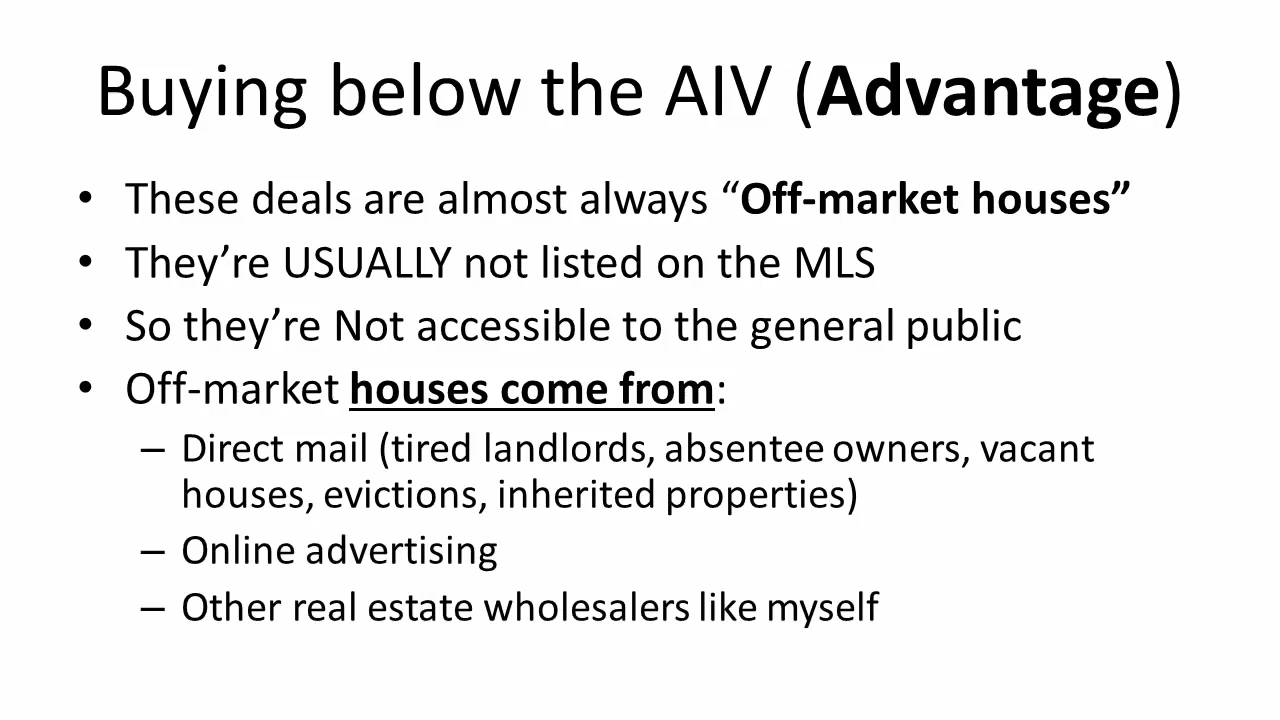 Buying below the AIV (Advantage)
• These deals are almost always “Off-market houses”
• They’re USUALLY not listed on the MLS
• So they’re Not accessible to the general public
• Off-market houses come from:
– Direct mail (tired landlords, absentee owners, vacant
houses, evictions, inherited properties)
– Online advertising
– Other real estate wholesalers like myself